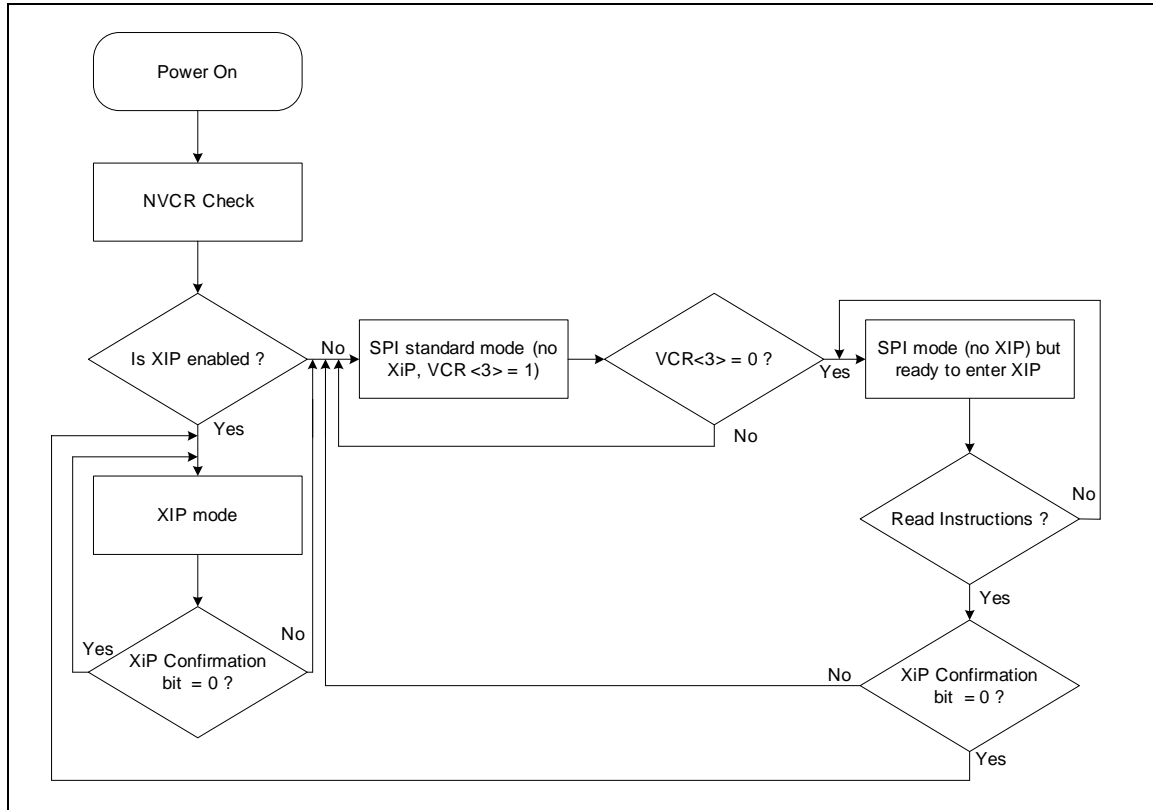 Power On
NVCR Check
Is XIP enabled ?
No
SPI standard mode (no
XiP, VCR <3> = 1)
VCR<3> = 0 ?
Yes
SPI mode (no XIP) but
ready to enter XIP
Yes
No
No
XIP mode
Read Instructions ?
Yes
Yes
No
XiP Confirmation
bit = 0 ?
No
XiP Confirmation
bit = 0 ?
Yes